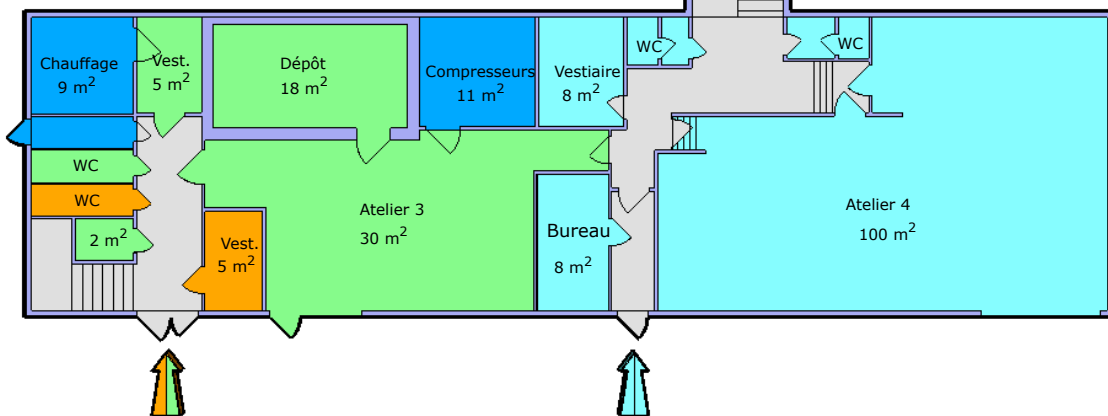 Chauffage
9 m²
Vest.
5 m²
Dépôt
18 m²
Compresseurs
11 m²
Vestiaire
8 m²
WC
WC
WC
WC
2 m²
Vest.
5 m²
Atelier 3
30 m²
Bureau
8 m²
Atelier 4
100 m²